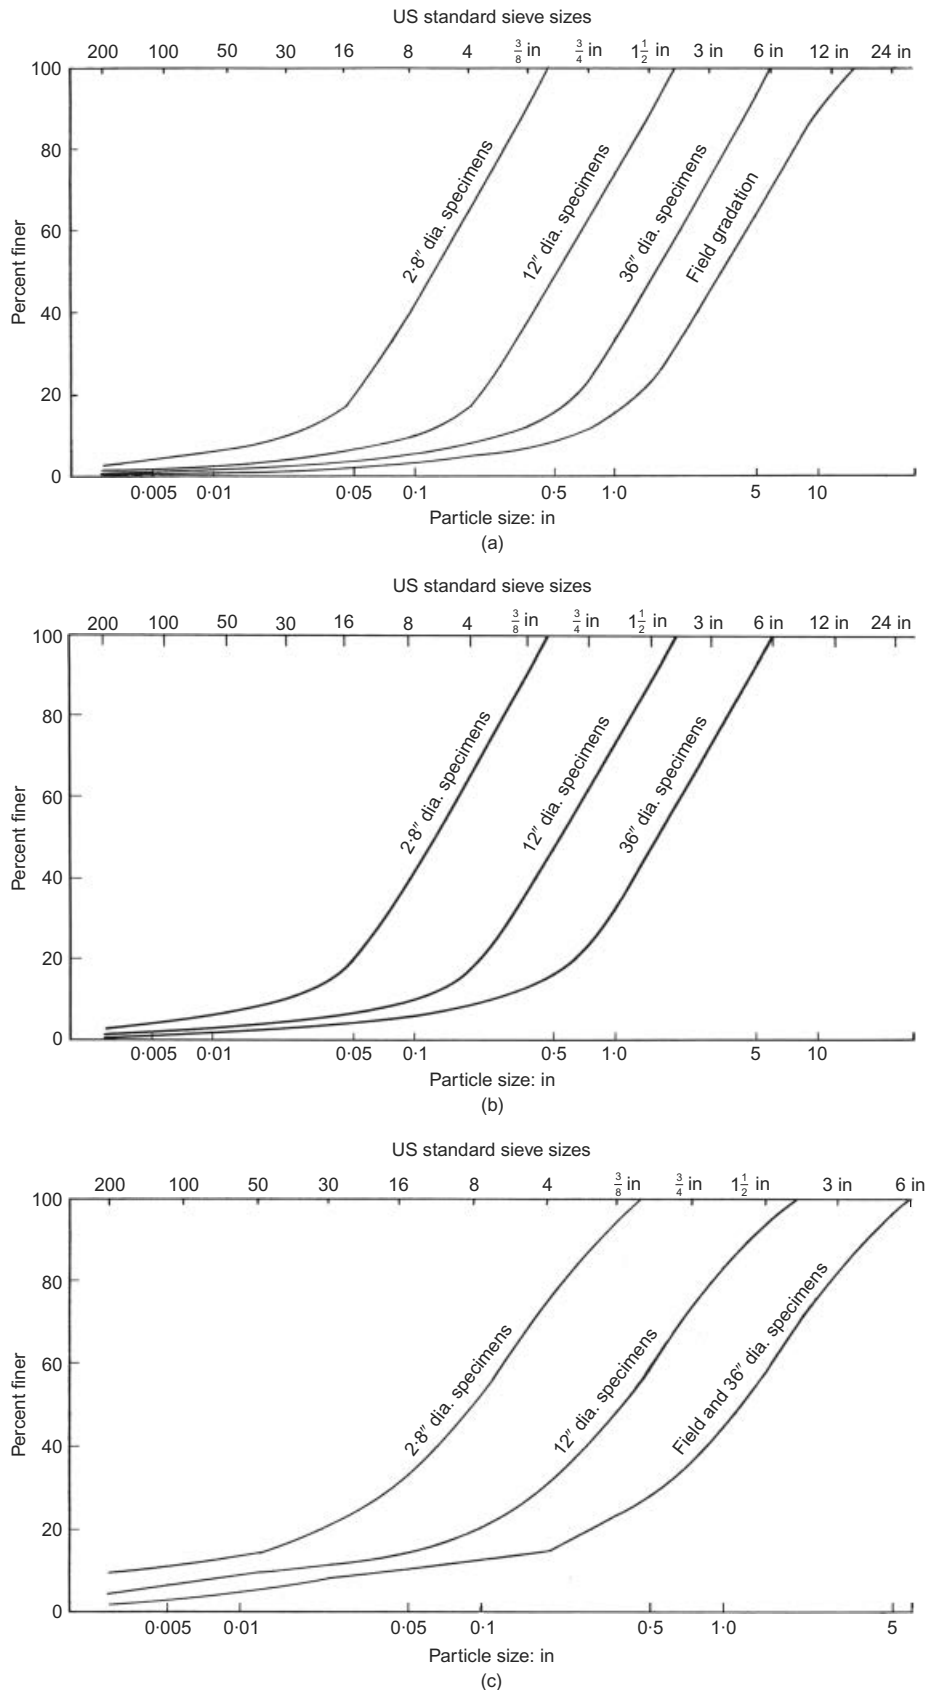 US standard sieve sizes
200 100 50 30 16 8 4 3/8 in 3/4 in 1 1/2 in 3 in 6 in 12 in 24 in
100
80
60
40
20
0
Percent finer
2·8″ dia. specimens
12″ dia. specimens
36″ dia. specimens
Field gradation
0·005 0·01 0·05 0·1 0·5 1·0 5 10
Particle size: in
(a)
US standard sieve sizes
200 100 50 30 16 8 4 3/8 in 3/4 in 1 1/2 in 3 in 6 in 12 in 24 in
100
80
60
40
20
0
Percent finer
2·8″ dia. specimens
12″ dia. specimens
36″ dia. specimens
0·005 0·01 0·05 0·1 0·5 1·0 5 10
Particle size: in
(b)
US standard sieve sizes
200 100 50 30 16 8 4 3/8 in 3/4 in 1 1/2 in 3 in 6 in
100
80
60
40
20
0
Percent finer
2·8″ dia. specimens
12″ dia. specimens
Field and 36″ dia. specimens
0·005 0·01 0·05 0·1 0·5 1·0 5
Particle size: in
(c)